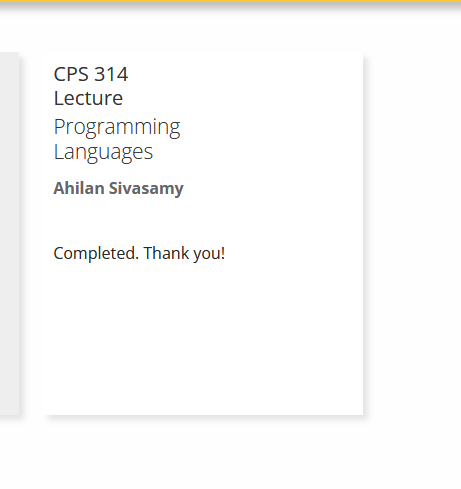 CPS 314
Lecture
Programming
Languages
Ahilan Sivasamy
Completed. Thank you!